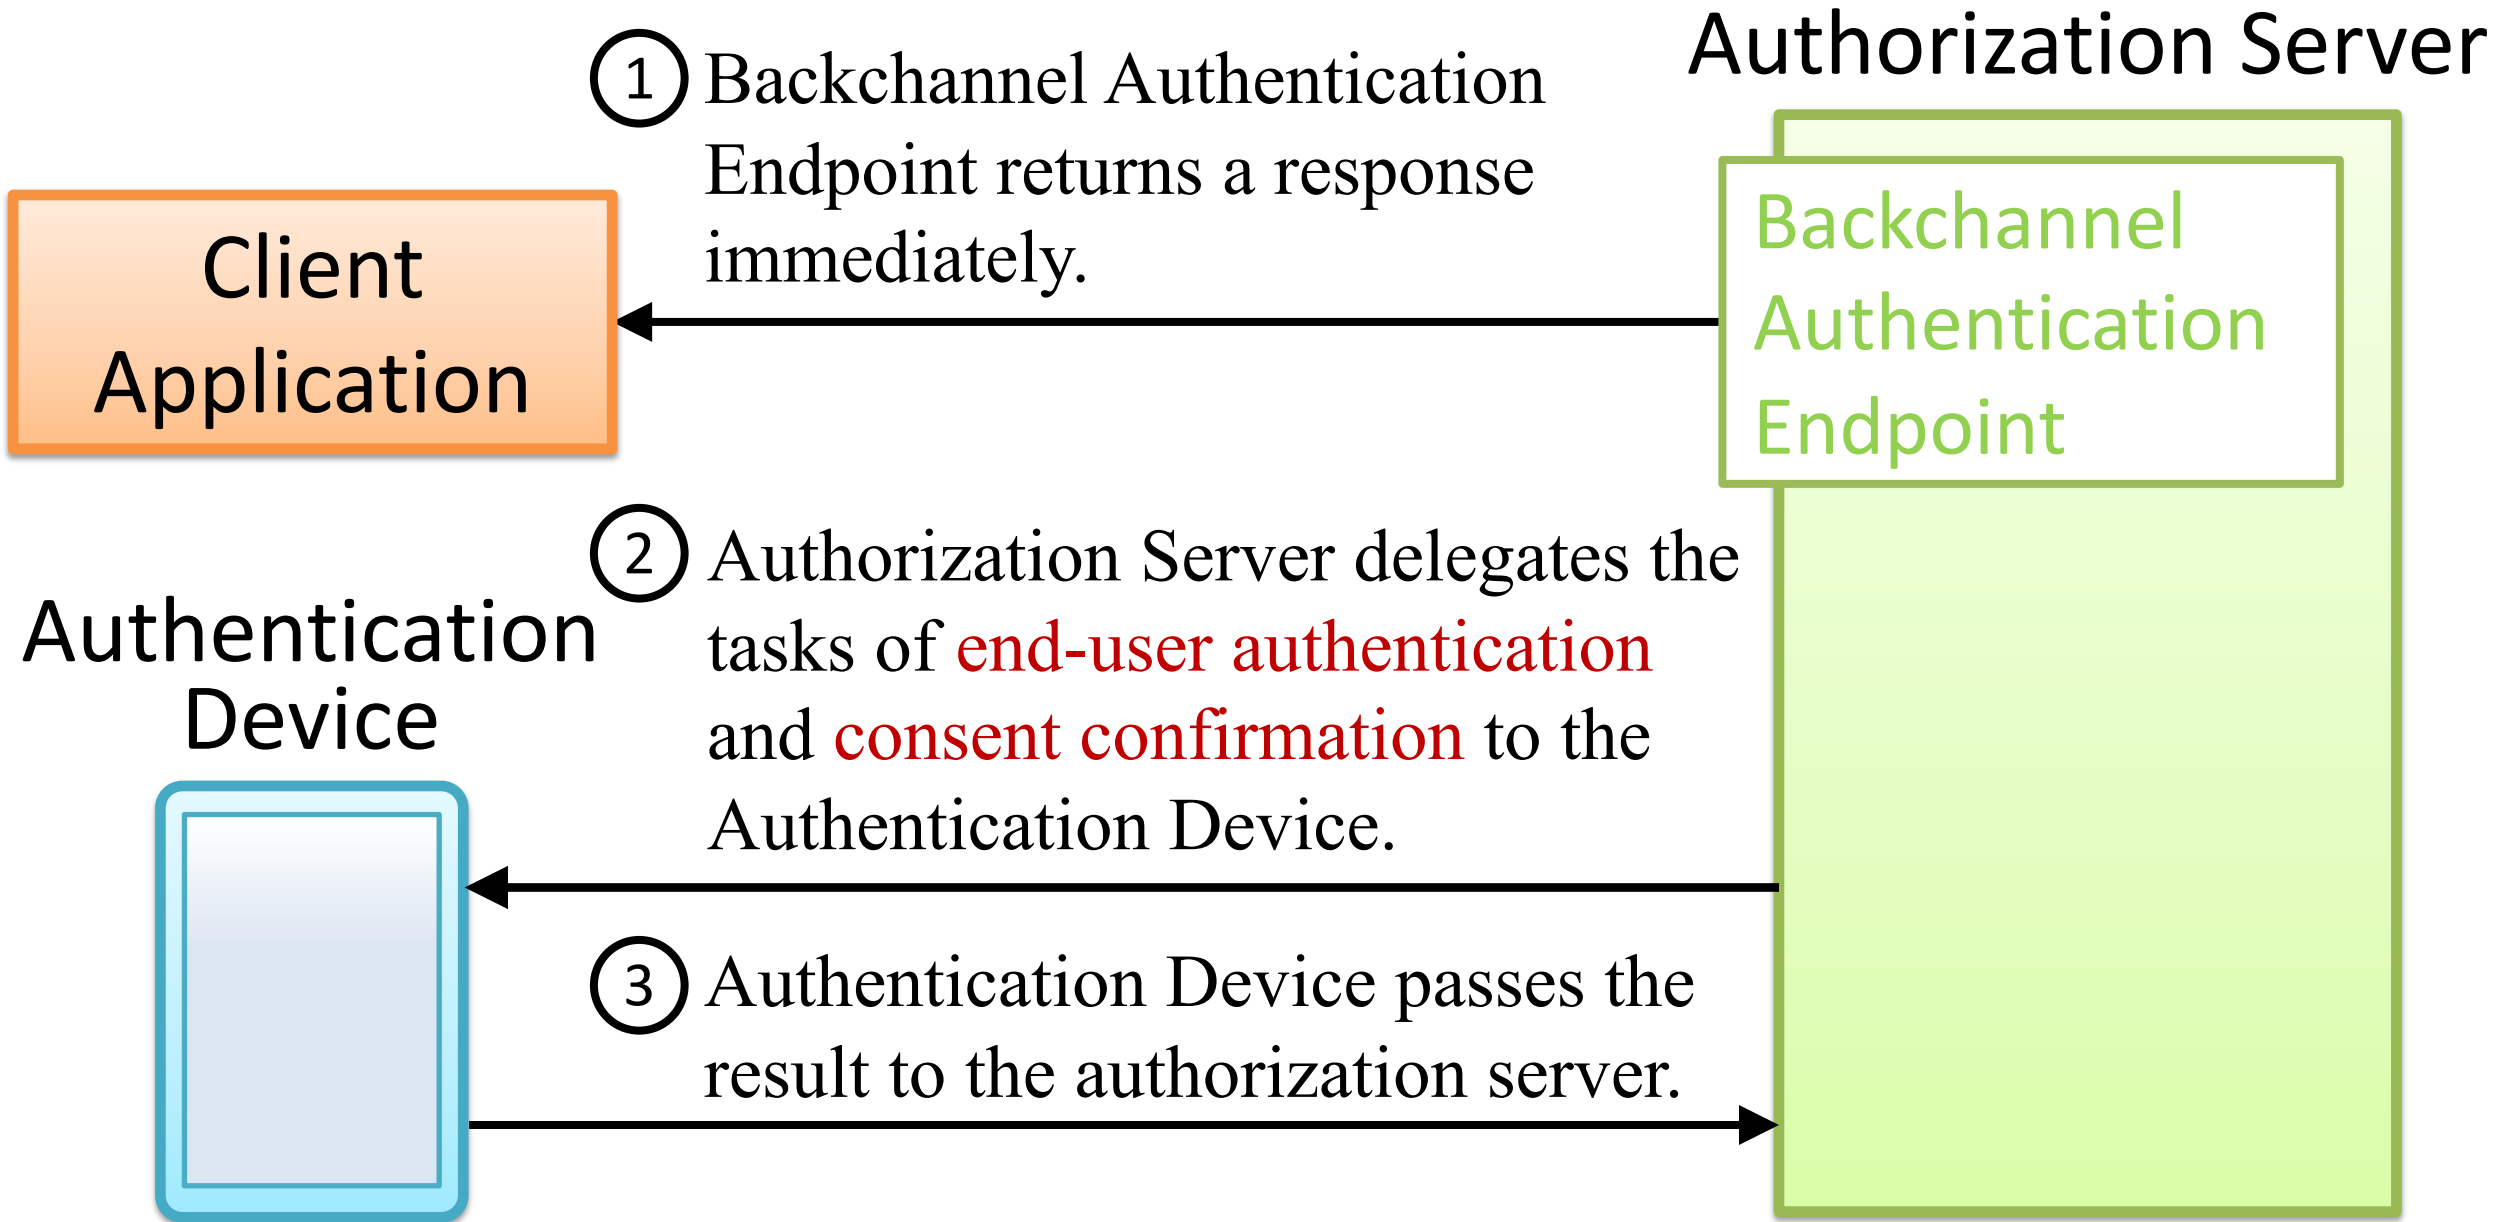 Authorization Server
1 Backchannel Authentication
Endpoint returns a response
immediately.
Client
Application
Backchannel
Authentication
Endpoint
2 Authorization Server delegates the
task of end-user authentication
and consent confirmation to the
Authentication Device.
Authentication
Device
3 Authentication Device passes the
result to the authorization server.